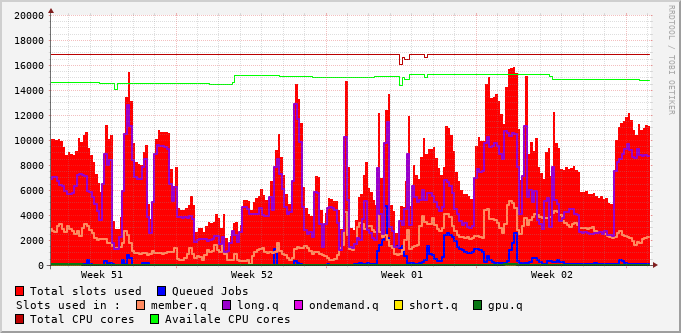 20000
18000
16000
14000
12000
10000
8000
6000
4000
2000
0
Week 51 Week 52 Week 01 Week 02
Total slots used Queued Jobs
Slots used in : member.q long.q ondemand.q short.q gpu.q
Total CPU cores Availale CPU cores
RRDTOOL / TOBI OETIKER